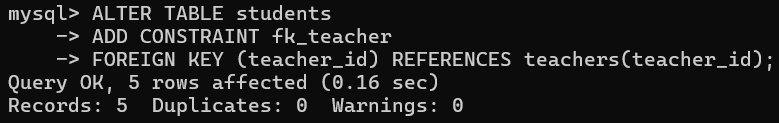 mysql> ALTER TABLE students
    -> ADD CONSTRAINT fk_teacher
    -> FOREIGN KEY (teacher_id) REFERENCES teachers(teacher_id);
Query OK, 5 rows affected (0.16 sec)
Records: 5  Duplicates: 0  Warnings: 0